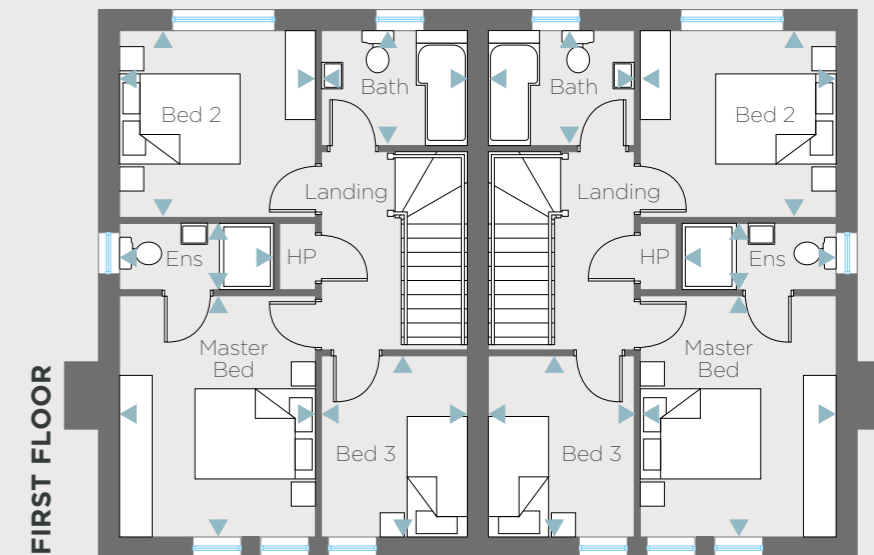 Bed 2
Bath
Bath
Bed 2
Landing
Landing
Ens
HP
HP
Ens
Master
Bed
Master
Bed
Bed 3
Bed 3
FIRST FLOOR